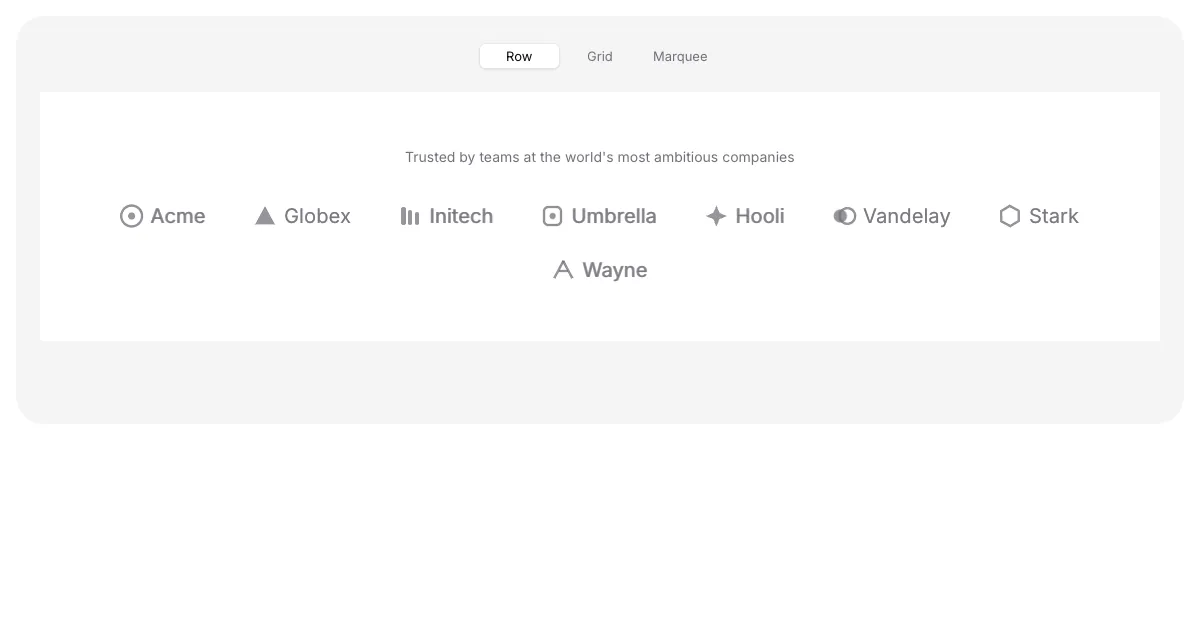 Row Grid Marquee
Trusted by teams at the world's most ambitious companies
Acme Globex Initech Umbrella Hooli Vandelay Stark
Wayne